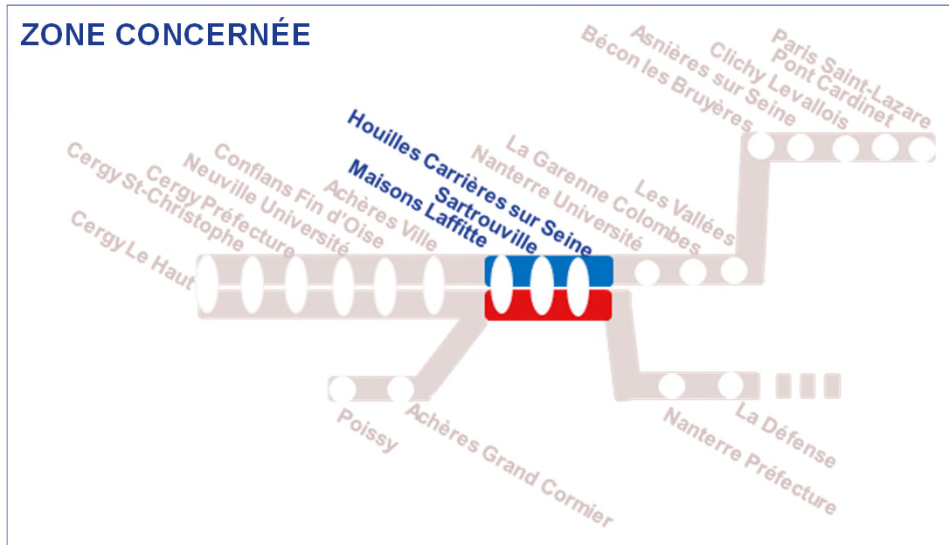 ZONE CONCERNÉE
Cergy Le Haut
Cergy St-Christophe
Cergy Préfecture
Neuville Université
Conflans Fin d'Oise
Achères Ville
Maisons Laffitte
Sartrouville
Houilles Carrières sur Seine
Nanterre Université
La Garenne Colombes
Les Vallées
Bécon les Bruyères
Asnières sur Seine
Clichy Levallois
Pont Cardinet
Paris Saint-Lazare
Poissy
Achères Grand Cormier
Nanterre Préfecture
La Défense